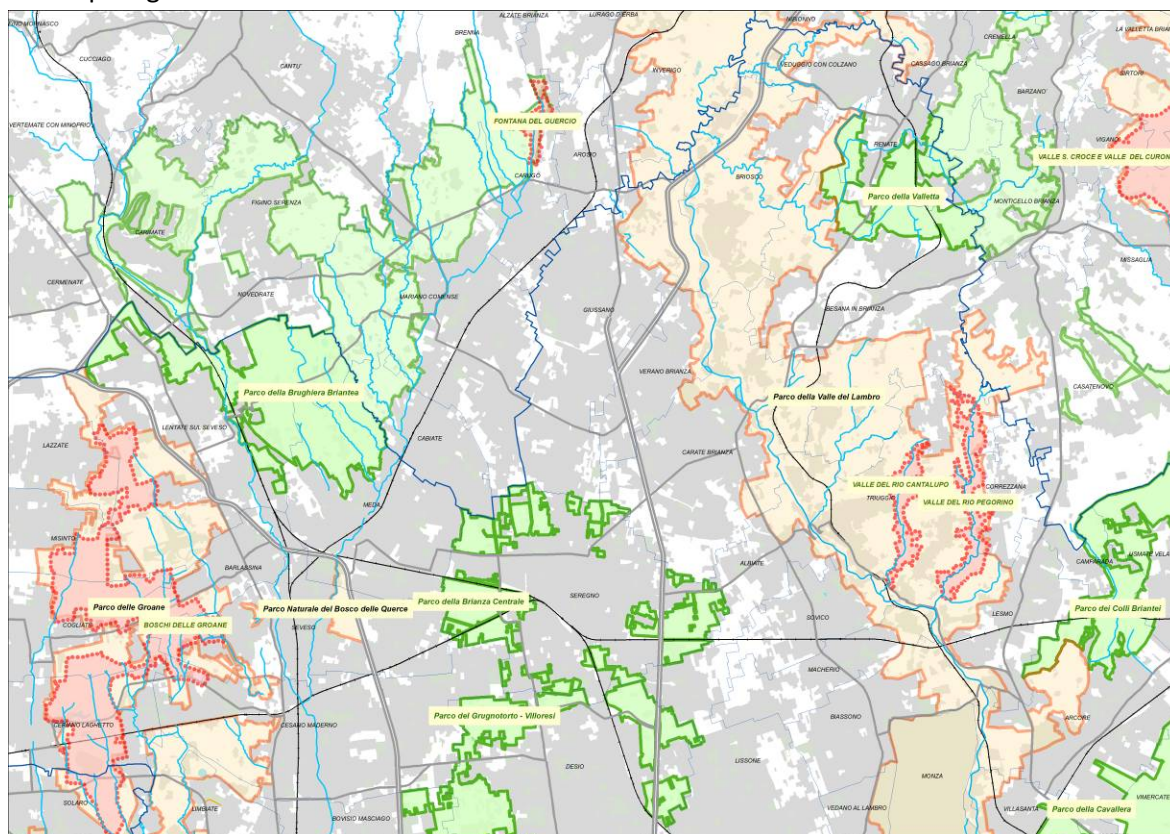 ALZATE BRIANZA
LURAGO D'ERBA
BRENNA
CREMELLA
CUCCIAGO
CANTU'
INVERIGO
VEDUGGIO CON COLZANO
CASSAGO BRIANZA
SIRTORI
BARZANO'
VERTEMATE CON MINOPRIO
FONTANA DEL GUERCIO
AROSIO
RENATE
VIGANO'
VALLE S. CROCE E VALLE DEL CURONE
CARUGO
BRIOSCO
Parco della Valletta
FIGINO SERENZA
MONTICELLO BRIANZA
CARIMATE
MISSAGLIA
CERMENATE
NOVEDRATE
MARIANO COMENSE
GIUSSANO
BESANA IN BRIANZA
VERANO BRIANZA
CASATENOVO
Parco della Brughiera Briantea
Parco della Valle del Lambro
LENTATE SUL SEVESO
LAZZATE
CABIATE
CARATE BRIANZA
VALLE DEL RIO CANTALUPO
CORREZZANA
TRIUGGIO
VALLE DEL RIO PEGORINO
MEDA
MISINTO
BARLASSINA
ALBIATE
CAMPARADA
USMATE VELA
SEREGNO
Parco delle Groane
Parco Naturale del Bosco delle Querce
Parco della Brianza Centrale
Parco dei Colli Briantei
LESMO
COGLIATE
BOSCHI DELLE GROANE
SEVESO
SOVICO
MACHERIO
Parco del Grugnotorto - Villoresi
CERIANO LAGHETTO
CESANO MADERNO
BIASSONO
ARCORE
DESIO
LISSONE
MONZA
VIMERCATE
SOLARO
LIMBIATE
BOVISIO MASCIAGO
VEDANO AL LAMBRO
VILLASANTA
Parco della Cavallera